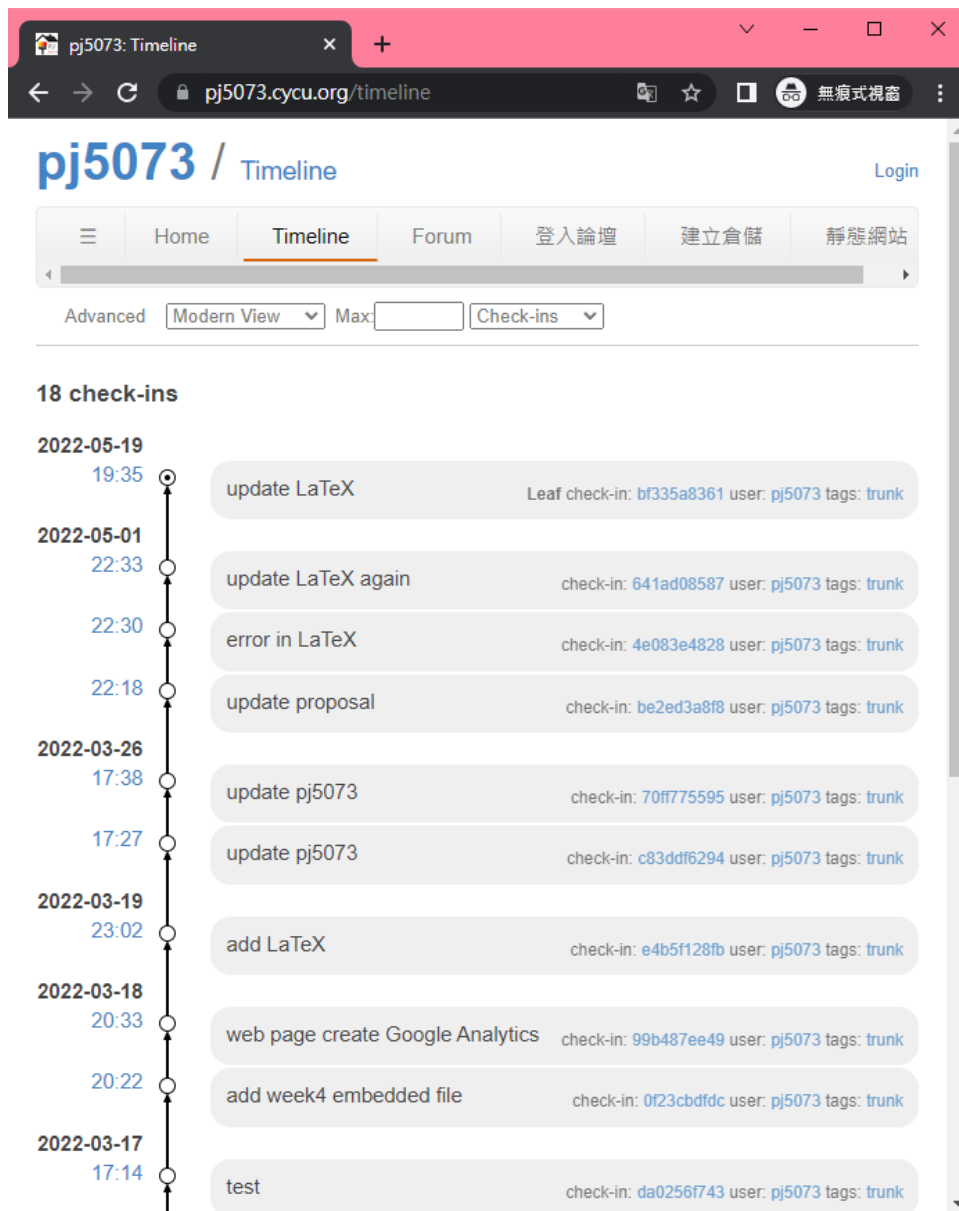 pj5073: Timeline
pj5073.cycu.org/timeline 無痕式視窗
pj5073 / Timeline Login
Home Timeline Forum 登入論壇 建立倉儲 靜態網站
Advanced Modern View Max: Check-ins
18 check-ins
2022-05-19
19:35 update LaTeX Leaf check-in: bf335a8361 user: pj5073 tags: trunk
2022-05-01
22:33 update LaTeX again check-in: 641ad08587 user: pj5073 tags: trunk
22:30 error in LaTeX check-in: 4e083e4828 user: pj5073 tags: trunk
22:18 update proposal check-in: be2ed3a8f8 user: pj5073 tags: trunk
2022-03-26
17:38 update pj5073 check-in: 70ff775595 user: pj5073 tags: trunk
17:27 update pj5073 check-in: c83ddf6294 user: pj5073 tags: trunk
2022-03-19
23:02 add LaTeX check-in: e4b5f128fb user: pj5073 tags: trunk
2022-03-18
20:33 web page create Google Analytics check-in: 99b487ee49 user: pj5073 tags: trunk
20:22 add week4 embedded file check-in: 0f23cbdfdc user: pj5073 tags: trunk
2022-03-17
17:14 test check-in: da0256f743 user: pj5073 tags: trunk